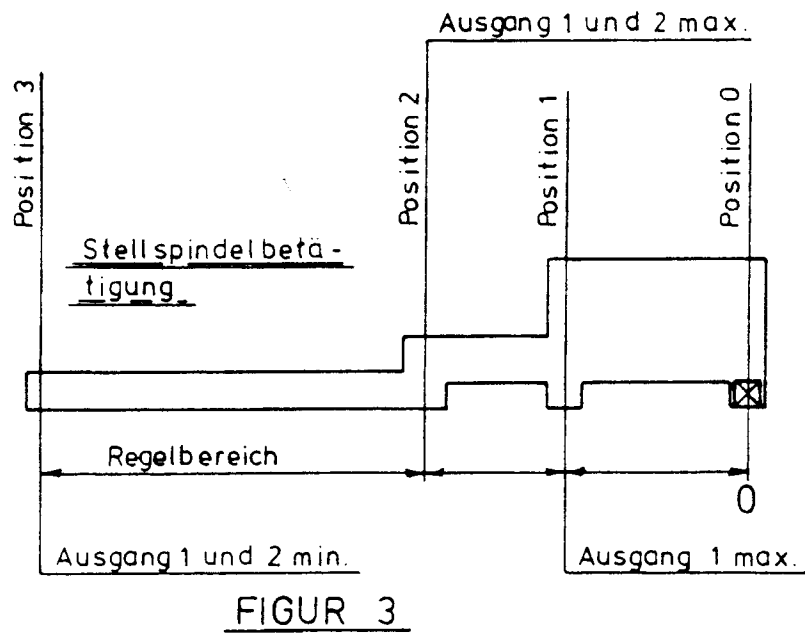 Ausgang 1 und 2 max.
Position 3
Position 2
Position 1
Position 0
Stellspindelbetä-
tigung
Regelbereich
0
Ausgang 1 und 2 min.
Ausgang 1 max.
FIGUR 3